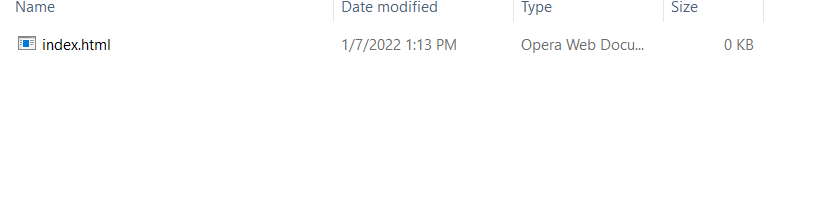 Name Date modified Type Size
index.html 1/7/2022 1:13 PM Opera Web Docu... 0 KB